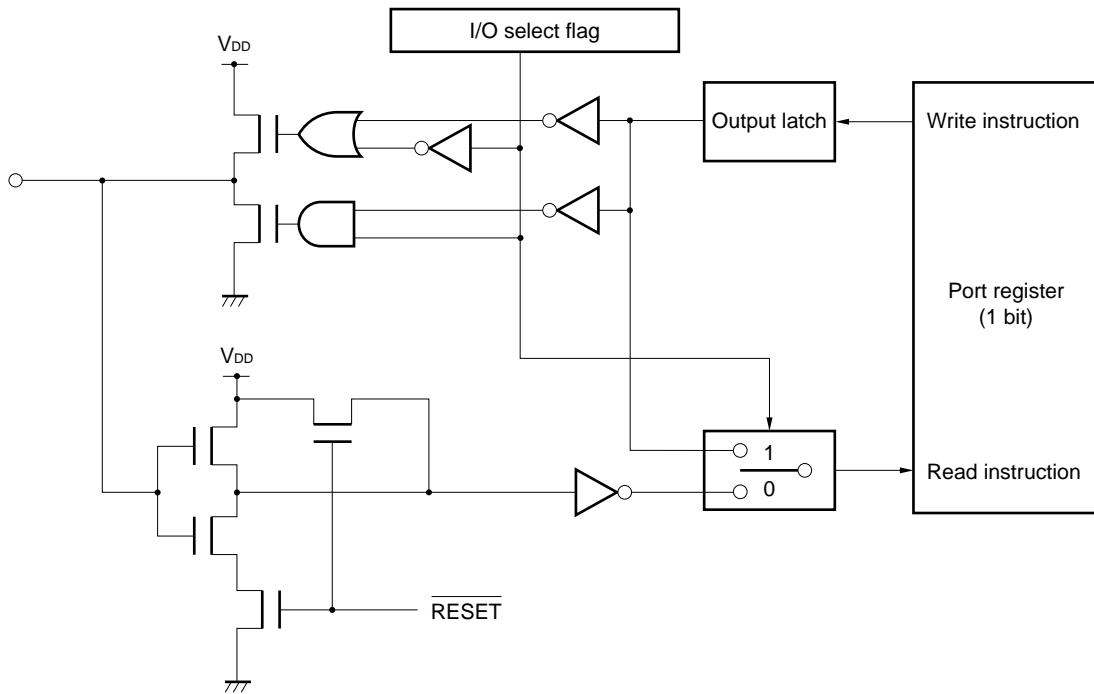 I/O select flag
VDD
Output latch
Write instruction
Port register
(1 bit)
VDD
1
0
Read instruction
RESET